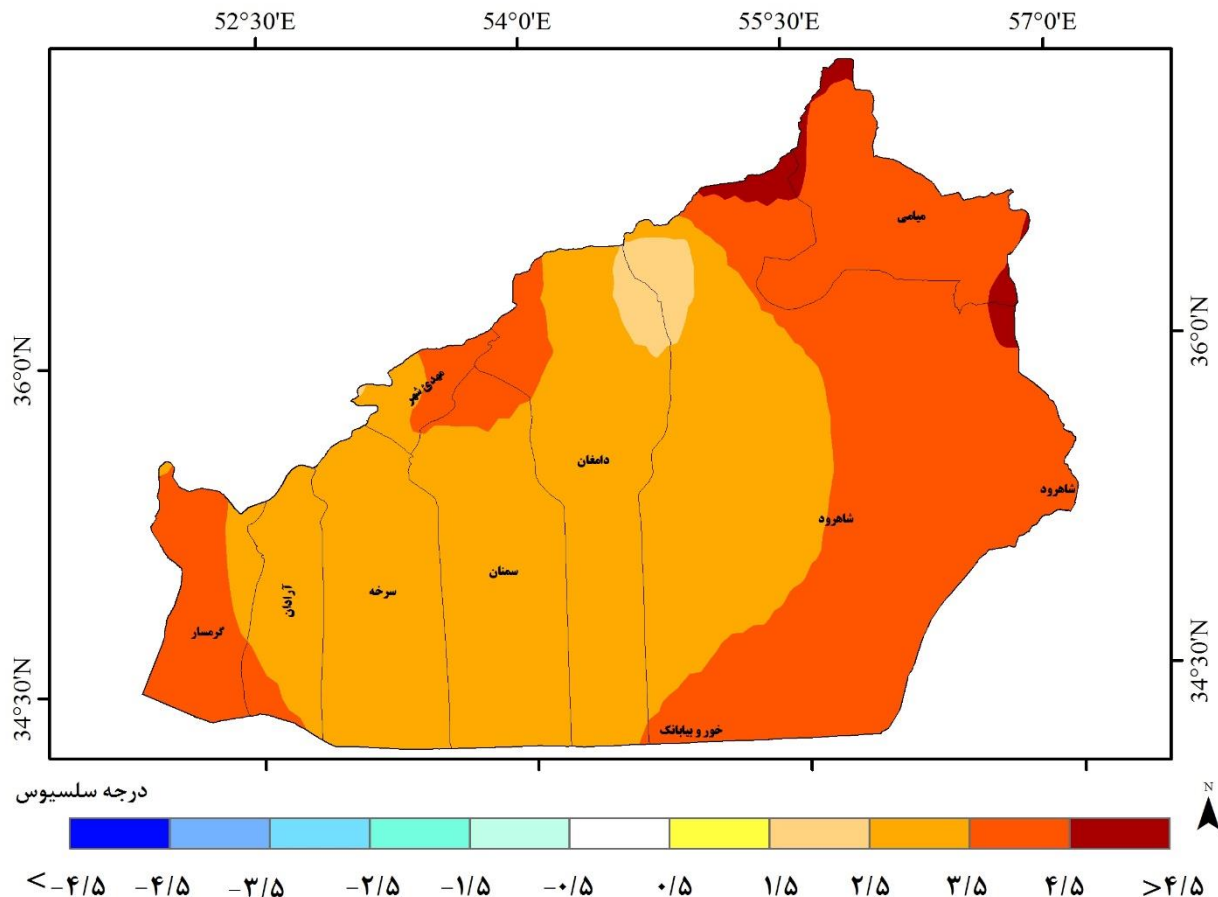 52°30'E 54°0'E 55°30'E 57°0'E
میامی
36°0'N 36°0'N
مهدی شهر
دامغان
شاهرود
شاهرود
سمنان
سرخه
آرادان
گرمسار
34°30'N 34°30'N
خور و بیابانک
درجه سلسیوس
N
< -۴/۵ -۴/۵ -۳/۵ -۲/۵ -۱/۵ -۰/۵ ۰/۵ ۱/۵ ۲/۵ ۳/۵ ۴/۵ >۴/۵